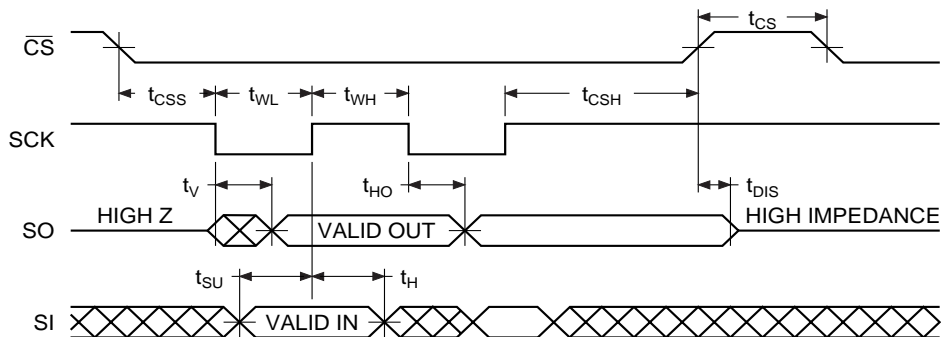 t_CS
C̅S̅
t_CSS t_WL t_WH t_CSH
SCK
t_V t_HO t_DIS
HIGH Z HIGH IMPEDANCE
SO VALID OUT
t_SU t_H
SI VALID IN